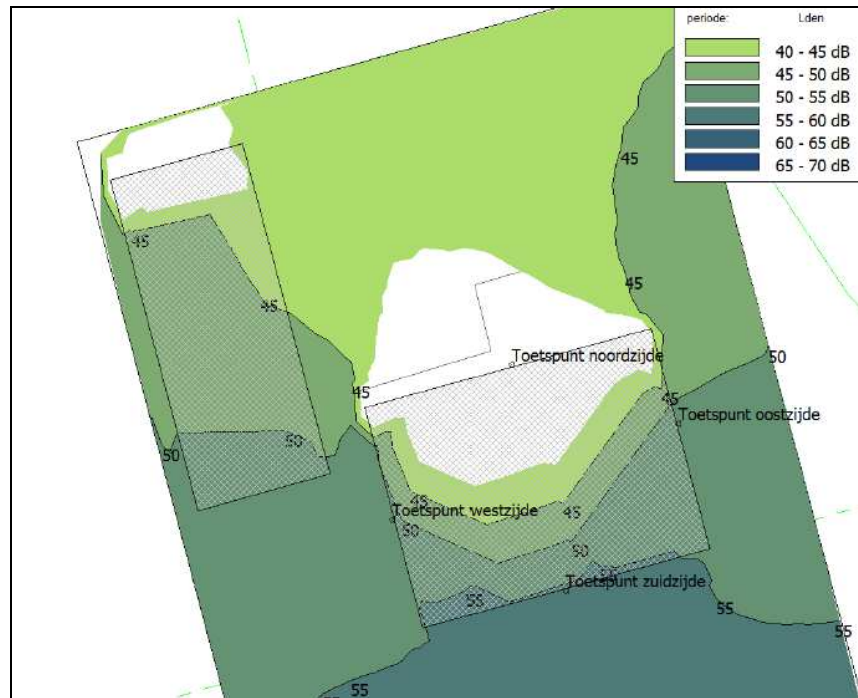 periode: Lden
40 - 45 dB
45 - 50 dB
50 - 55 dB
55 - 60 dB
60 - 65 dB
65 - 70 dB
45
45
45
45
Toetspunt noordzijde
50
45
45
Toetspunt oostzijde
50
50
45
Toetspunt westzijde
45
50
50
55
Toetspunt zuidzijde
55
55
55
55